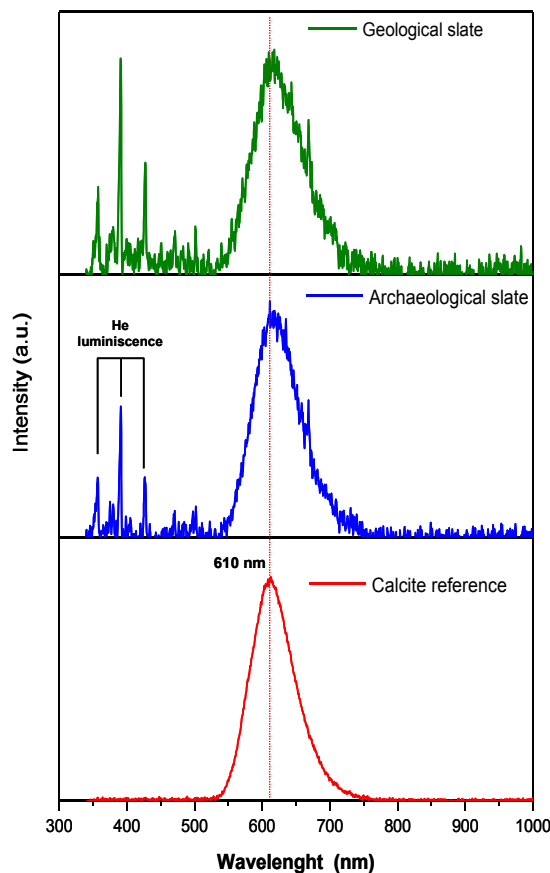 Geological slate
Archaeological slate
He
luminiscence
Intensity (a.u.)
610 nm
Calcite reference
300 400 500 600 700 800 900 1000
Wavelenght (nm)